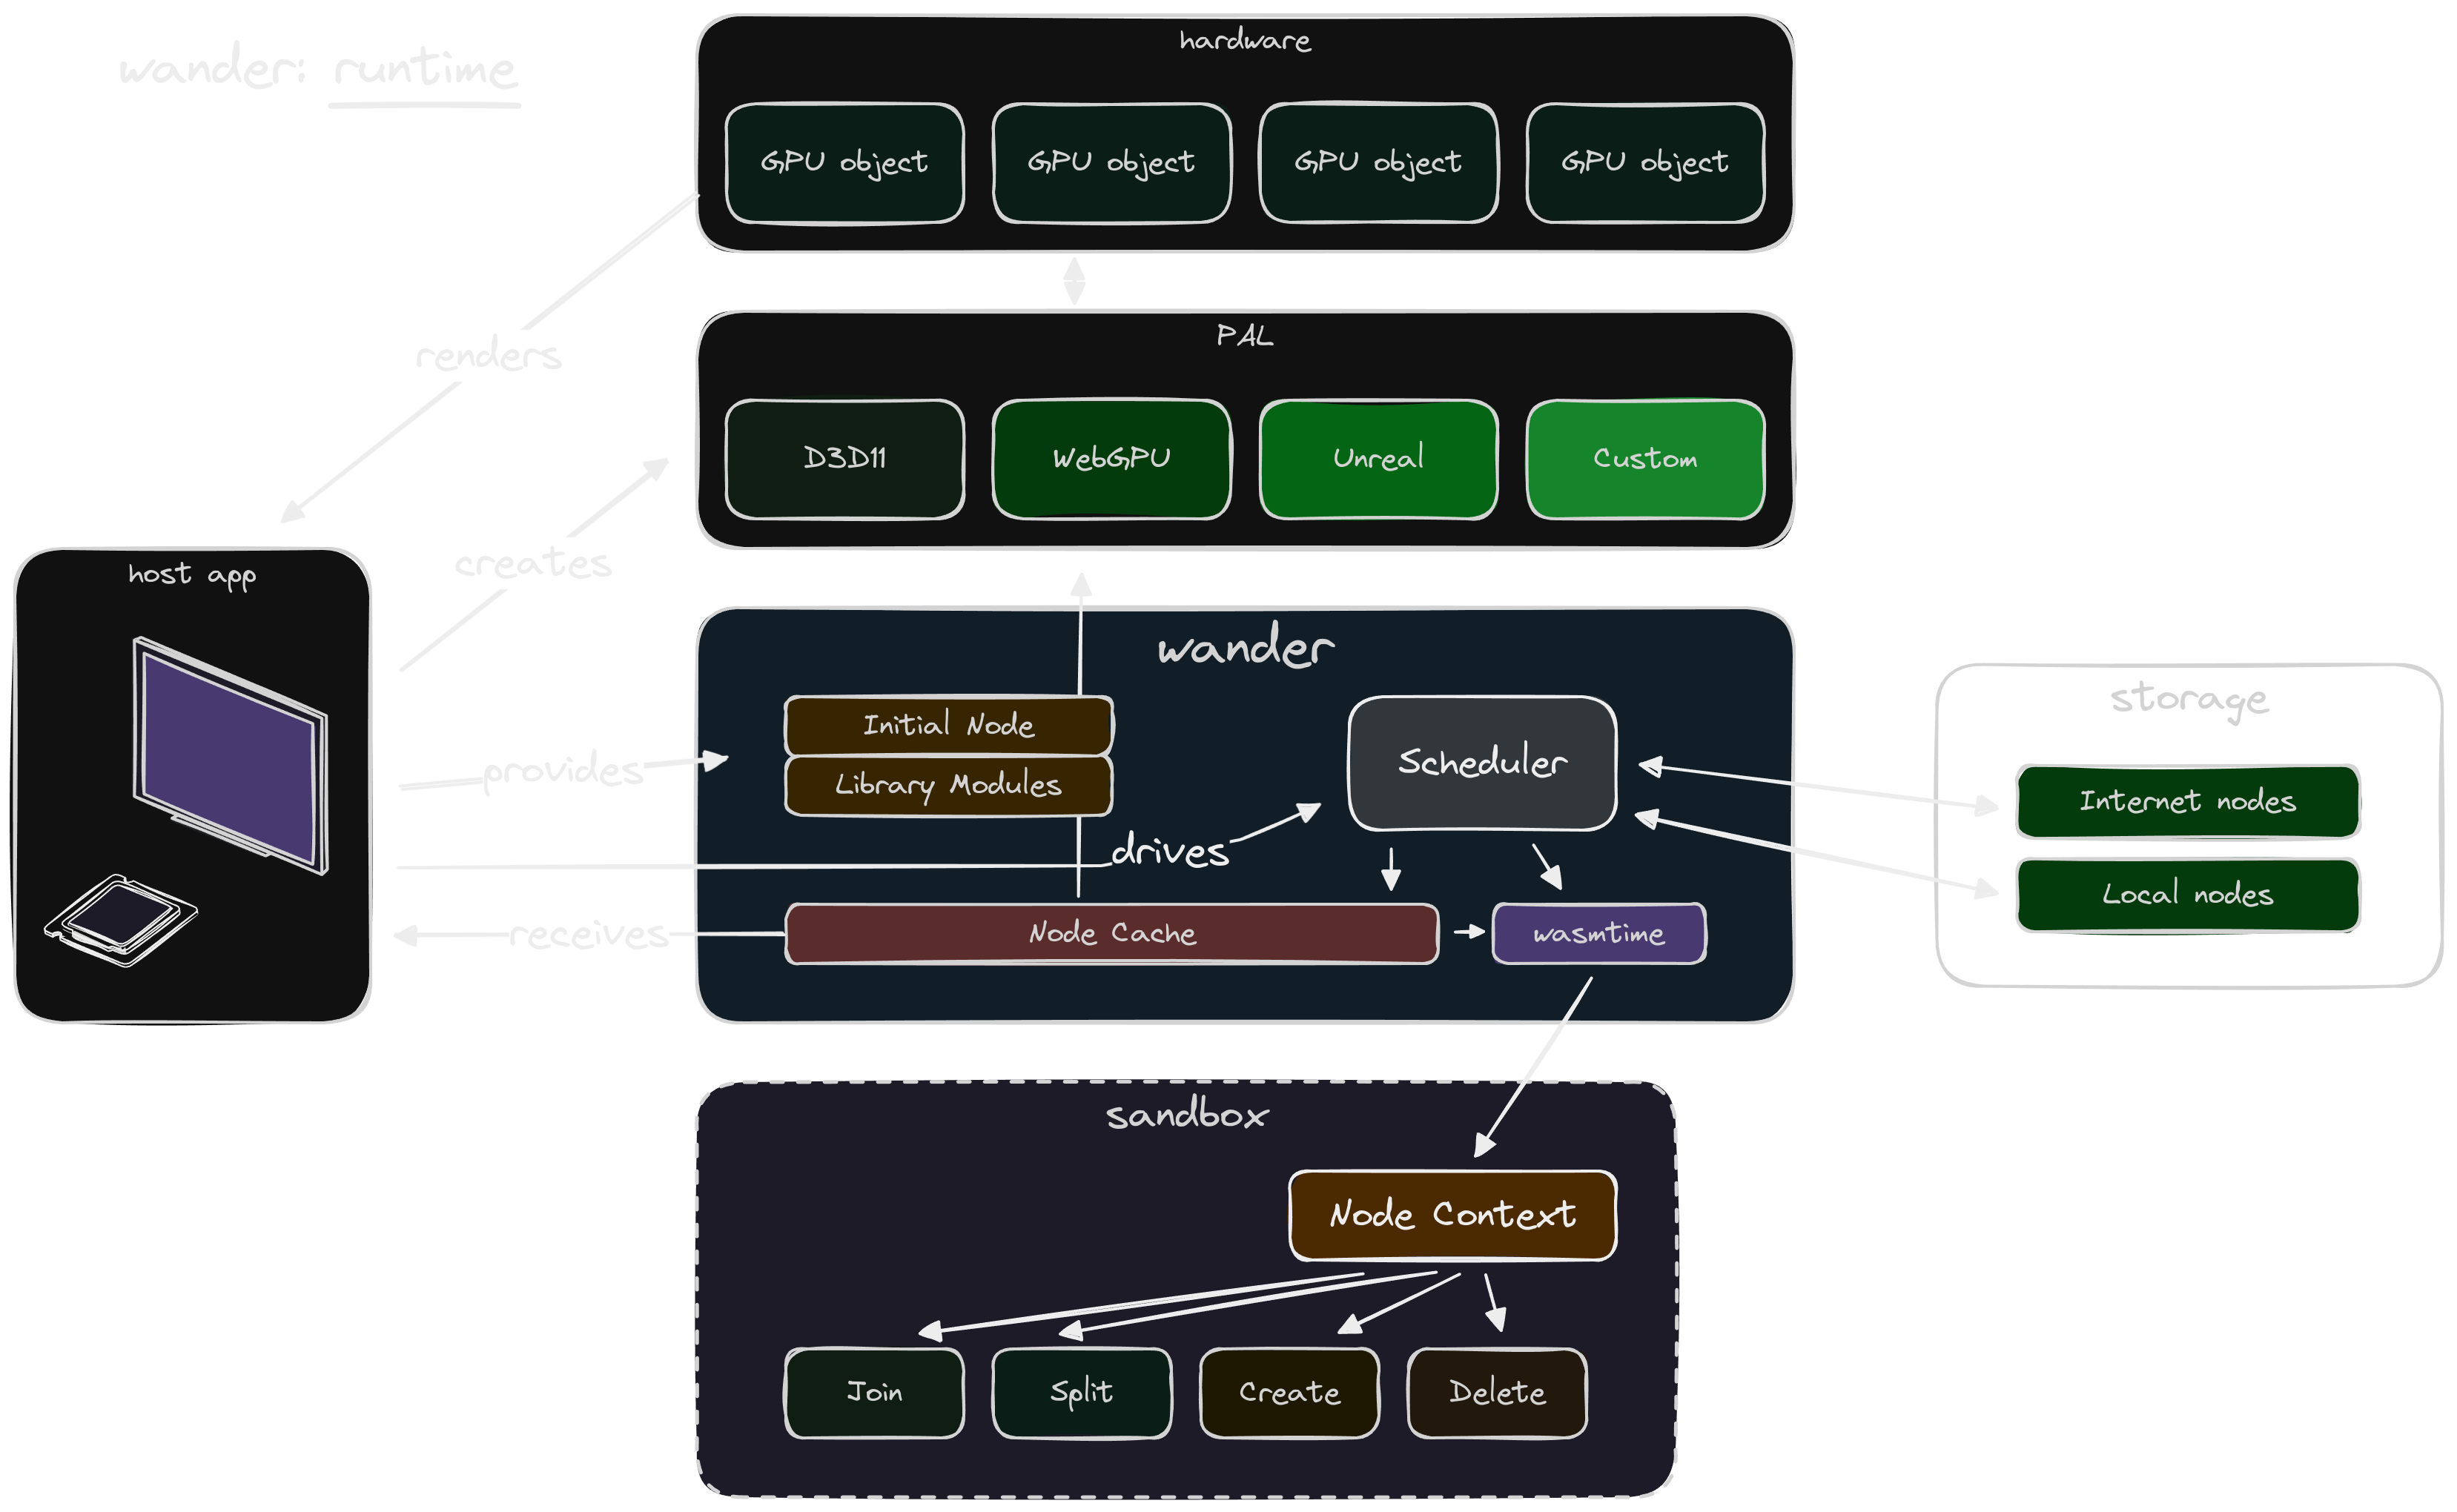 wander: runtime
hardware
GPU object
GPU object
GPU object
GPU object
renders
PAL
D3D11
WebGPU
Unreal
Custom
creates
host app
wander
Initial Node
Library Modules
Scheduler
provides
drives
receives
Node Cache
wasmtime
storage
Internet nodes
Local nodes
sandbox
Node Context
Join
Split
Create
Delete